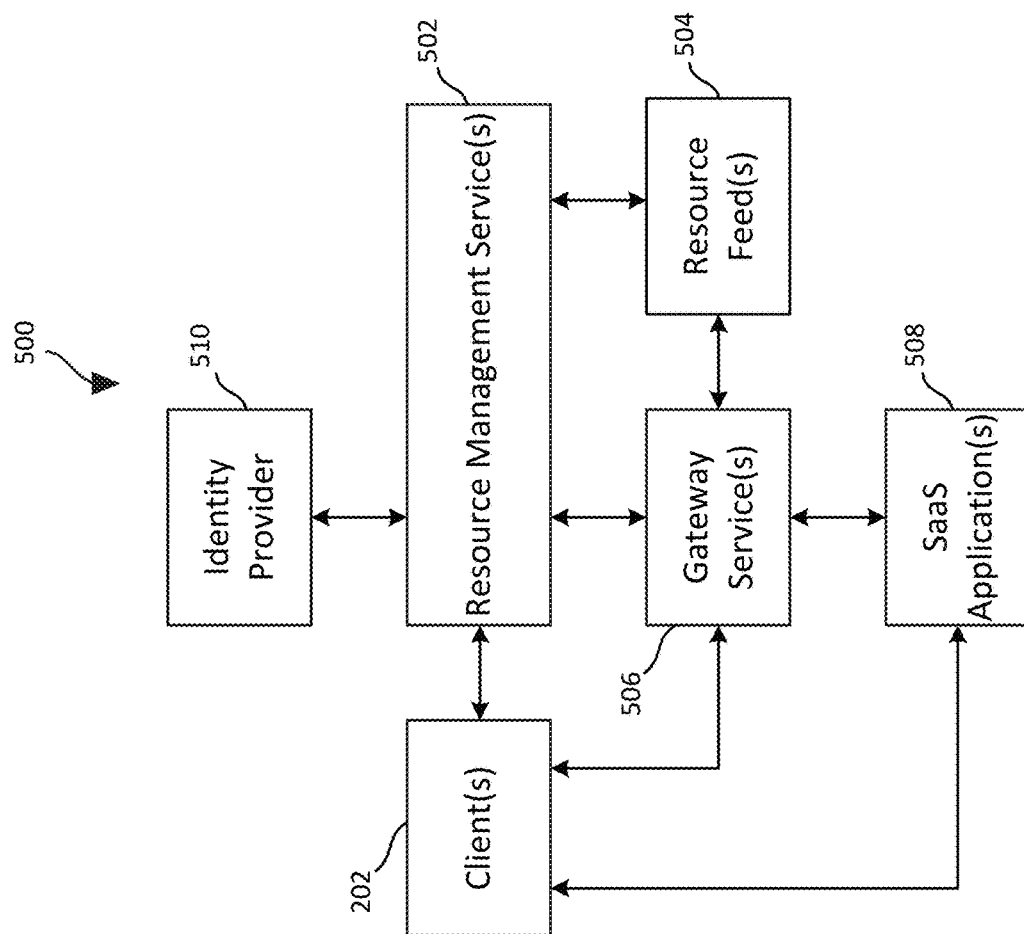 500
510
Identity
Provider
502
Resource Management Service(s)
202
Client(s)
506
Gateway
Service(s)
504
Resource
Feed(s)
508
SaaS
Application(s)